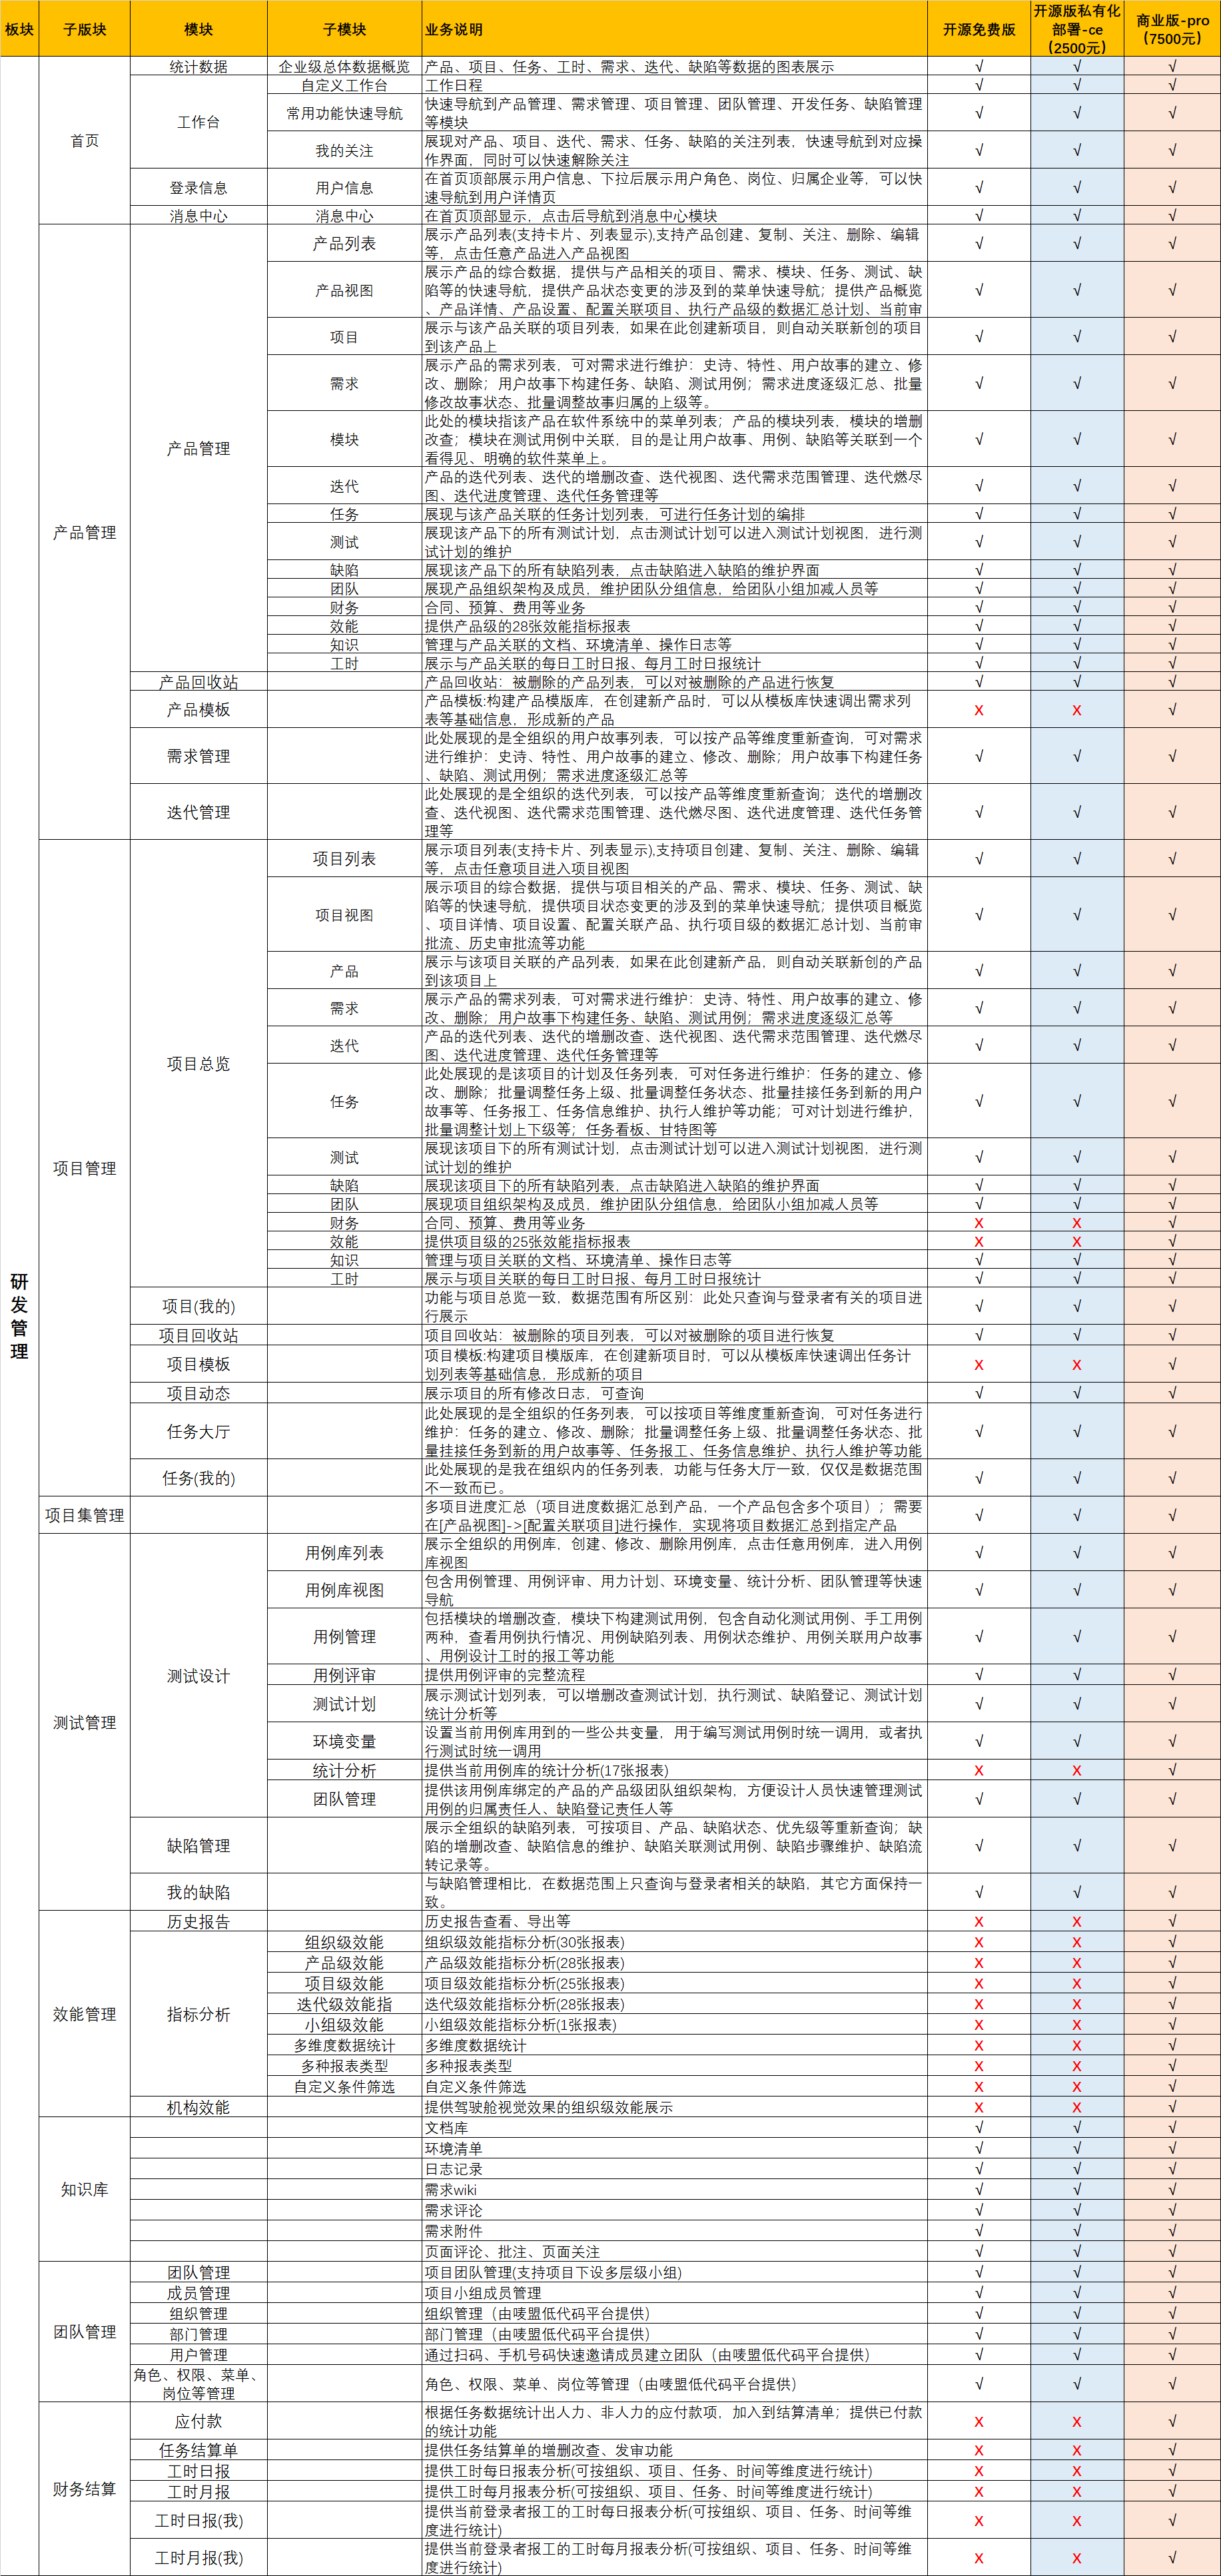 板块 子版块 模块 子模块 业务说明 开源免费版 开源版私有化部署-ce(2500元) 商业版-pro(7500元)
研发管理
首页
统计数据 企业级总体数据概览 产品、项目、任务、工时、需求、迭代、缺陷等数据的图表展示 √ √ √
工作台
自定义工作台 工作日程 √ √ √
常用功能快速导航 快速导航到产品管理、需求管理、项目管理、团队管理、开发任务、缺陷管理
等模块 √ √ √
我的关注 展现对产品、项目、迭代、需求、任务、缺陷的关注列表，快速导航到对应操
作界面，同时可以快速解除关注 √ √ √
登录信息 用户信息 在首页顶部展示用户信息、下拉后展示用户角色、岗位、归属企业等，可以快
速导航到用户详情页 √ √ √
消息中心 消息中心 在首页顶部显示，点击后导航到消息中心模块 √ √ √
产品管理
产品管理
产品列表 展示产品列表(支持卡片、列表显示),支持产品创建、复制、关注、删除、编辑
等，点击任意产品进入产品视图 √ √ √
产品视图 展示产品的综合数据，提供与产品相关的项目、需求、模块、任务、测试、缺
陷等的快速导航，提供产品状态变更的涉及到的菜单快速导航；提供产品概览
、产品详情、产品设置、配置关联项目、执行产品级的数据汇总计划、当前审 √ √ √
项目 展示与该产品关联的项目列表，如果在此创建新项目，则自动关联新创的项目
到该产品上 √ √ √
需求 展示产品的需求列表，可对需求进行维护：史诗、特性、用户故事的建立、修
改、删除；用户故事下构建任务、缺陷、测试用例；需求进度逐级汇总、批量
修改故事状态、批量调整故事归属的上级等。 √ √ √
模块 此处的模块指该产品在软件系统中的菜单列表；产品的模块列表，模块的增删
改查；模块在测试用例中关联，目的是让用户故事、用例、缺陷等关联到一个
看得见、明确的软件菜单上。 √ √ √
迭代 产品的迭代列表、迭代的增删改查、迭代视图、迭代需求范围管理、迭代燃尽
图、迭代进度管理、迭代任务管理等 √ √ √
任务 展现与该产品关联的任务计划列表，可进行任务计划的编排 √ √ √
测试 展现该产品下的所有测试计划，点击测试计划可以进入测试计划视图，进行测
试计划的维护 √ √ √
缺陷 展现该产品下的所有缺陷列表，点击缺陷进入缺陷的维护界面 √ √ √
团队 展现产品组织架构及成员，维护团队分组信息，给团队小组加减人员等 √ √ √
财务 合同、预算、费用等业务 √ √ √
效能 提供产品级的28张效能指标报表 √ √ √
知识 管理与产品关联的文档、环境清单、操作日志等 √ √ √
工时 展示与产品关联的每日工时日报、每月工时日报统计 √ √ √
产品回收站 产品回收站：被删除的产品列表，可以对被删除的产品进行恢复 √ √ √
产品模板 产品模板:构建产品模版库，在创建新产品时，可以从模板库快速调出需求列
表等基础信息，形成新的产品 X X √
需求管理 此处展现的是全组织的用户故事列表，可以按产品等维度重新查询，可对需求
进行维护：史诗、特性、用户故事的建立、修改、删除；用户故事下构建任务
、缺陷、测试用例；需求进度逐级汇总等 √ √ √
迭代管理 此处展现的是全组织的迭代列表，可以按产品等维度重新查询；迭代的增删改
查、迭代视图、迭代需求范围管理、迭代燃尽图、迭代进度管理、迭代任务管
理等 √ √ √
项目管理
项目总览
项目列表 展示项目列表(支持卡片、列表显示),支持项目创建、复制、关注、删除、编辑
等，点击任意项目进入项目视图 √ √ √
项目视图 展示项目的综合数据，提供与项目相关的产品、需求、模块、任务、测试、缺
陷等的快速导航，提供项目状态变更的涉及到的菜单快速导航；提供项目概览
、项目详情、项目设置、配置关联产品、执行项目级的数据汇总计划、当前审
批流、历史审批流等功能 √ √ √
产品 展示与该项目关联的产品列表，如果在此创建新产品，则自动关联新创的产品
到该项目上 √ √ √
需求 展示产品的需求列表，可对需求进行维护：史诗、特性、用户故事的建立、修
改、删除；用户故事下构建任务、缺陷、测试用例；需求进度逐级汇总等 √ √ √
迭代 产品的迭代列表、迭代的增删改查、迭代视图、迭代需求范围管理、迭代燃尽
图、迭代进度管理、迭代任务管理等 √ √ √
任务 此处展现的是该项目的计划及任务列表，可对任务进行维护：任务的建立、修
改、删除；批量调整任务上级、批量调整任务状态、批量挂接任务到新的用户
故事等、任务报工、任务信息维护、执行人维护等功能；可对计划进行维护，
批量调整计划上下级等；任务看板、甘特图等 √ √ √
测试 展现该项目下的所有测试计划，点击测试计划可以进入测试计划视图，进行测
试计划的维护 √ √ √
缺陷 展现该项目下的所有缺陷列表，点击缺陷进入缺陷的维护界面 √ √ √
团队 展现项目组织架构及成员，维护团队分组信息，给团队小组加减人员等 √ √ √
财务 合同、预算、费用等业务 X X √
效能 提供项目级的25张效能指标报表 X X √
知识 管理与项目关联的文档、环境清单、操作日志等 √ √ √
工时 展示与项目关联的每日工时日报、每月工时日报统计 √ √ √
项目(我的) 功能与项目总览一致，数据范围有所区别：此处只查询与登录者有关的项目进
行展示 √ √ √
项目回收站 项目回收站：被删除的项目列表，可以对被删除的项目进行恢复 √ √ √
项目模板 项目模板:构建项目模版库，在创建新项目时，可以从模板库快速调出任务计
划列表等基础信息，形成新的项目 X X √
项目动态 展示项目的所有修改日志，可查询 √ √ √
任务大厅 此处展现的是全组织的任务列表，可以按项目等维度重新查询，可对任务进行
维护：任务的建立、修改、删除；批量调整任务上级、批量调整任务状态、批
量挂接任务到新的用户故事等、任务报工、任务信息维护、执行人维护等功能 √ √ √
任务(我的) 此处展现的是我在组织内的任务列表，功能与任务大厅一致，仅仅是数据范围
不一致而已。 √ √ √
项目集管理 多项目进度汇总（项目进度数据汇总到产品，一个产品包含多个项目）；需要
在[产品视图]->[配置关联项目]进行操作，实现将项目数据汇总到指定产品 √ √ √
测试管理
测试设计
用例库列表 展示全组织的用例库，创建、修改、删除用例库，点击任意用例库，进入用例
库视图 √ √ √
用例库视图 包含用例管理、用例评审、用力计划、环境变量、统计分析、团队管理等快速
导航 √ √ √
用例管理 包括模块的增删改查，模块下构建测试用例，包含自动化测试用例、手工用例
两种，查看用例执行情况、用例缺陷列表、用例状态维护、用例关联用户故事
、用例设计工时的报工等功能 √ √ √
用例评审 提供用例评审的完整流程 √ √ √
测试计划 展示测试计划列表，可以增删改查测试计划，执行测试、缺陷登记、测试计划
统计分析等 √ √ √
环境变量 设置当前用例库用到的一些公共变量，用于编写测试用例时统一调用，或者执
行测试时统一调用 √ √ √
统计分析 提供当前用例库的统计分析(17张报表) X X √
团队管理 提供该用例库绑定的产品的产品级团队组织架构，方便设计人员快速管理测试
用例的归属责任人、缺陷登记责任人等 √ √ √
缺陷管理 展示全组织的缺陷列表，可按项目、产品、缺陷状态、优先级等重新查询；缺
陷的增删改查、缺陷信息的维护、缺陷关联测试用例、缺陷步骤维护、缺陷流
转记录等。 √ √ √
我的缺陷 与缺陷管理相比，在数据范围上只查询与登录者相关的缺陷，其它方面保持一
致。 √ √ √
效能管理
历史报告 历史报告查看、导出等 X X √
指标分析
组织级效能 组织级效能指标分析(30张报表) X X √
产品级效能 产品级效能指标分析(28张报表) X X √
项目级效能 项目级效能指标分析(25张报表) X X √
迭代级效能指 迭代级效能指标分析(28张报表) X X √
小组级效能 小组级效能指标分析(1张报表) X X √
多维度数据统计 多维度数据统计 X X √
多种报表类型 多种报表类型 X X √
自定义条件筛选 自定义条件筛选 X X √
机构效能 提供驾驶舱视觉效果的组织级效能展示 X X √
知识库
文档库 √ √ √
环境清单 √ √ √
日志记录 √ √ √
需求wiki √ √ √
需求评论 √ √ √
需求附件 √ √ √
页面评论、批注、页面关注 √ √ √
团队管理
团队管理 项目团队管理(支持项目下设多层级小组) √ √ √
成员管理 项目小组成员管理 √ √ √
组织管理 组织管理（由唛盟低代码平台提供） √ √ √
部门管理 部门管理（由唛盟低代码平台提供） √ √ √
用户管理 通过扫码、手机号码快速邀请成员建立团队（由唛盟低代码平台提供） √ √ √
角色、权限、菜单、
岗位等管理 角色、权限、菜单、岗位等管理（由唛盟低代码平台提供） √ √ √
财务结算
应付款 根据任务数据统计出人力、非人力的应付款项，加入到结算清单；提供已付款
的统计功能 X X √
任务结算单 提供任务结算单的增删改查、发审功能 X X √
工时日报 提供工时每日报表分析(可按组织、项目、任务、时间等维度进行统计) X X √
工时月报 提供工时每月报表分析(可按组织、项目、任务、时间等维度进行统计) X X √
工时日报(我) 提供当前登录者报工的工时每日报表分析(可按组织、项目、任务、时间等维
度进行统计) X X √
工时月报(我) 提供当前登录者报工的工时每月报表分析(可按组织、项目、任务、时间等维
度进行统计) X X √